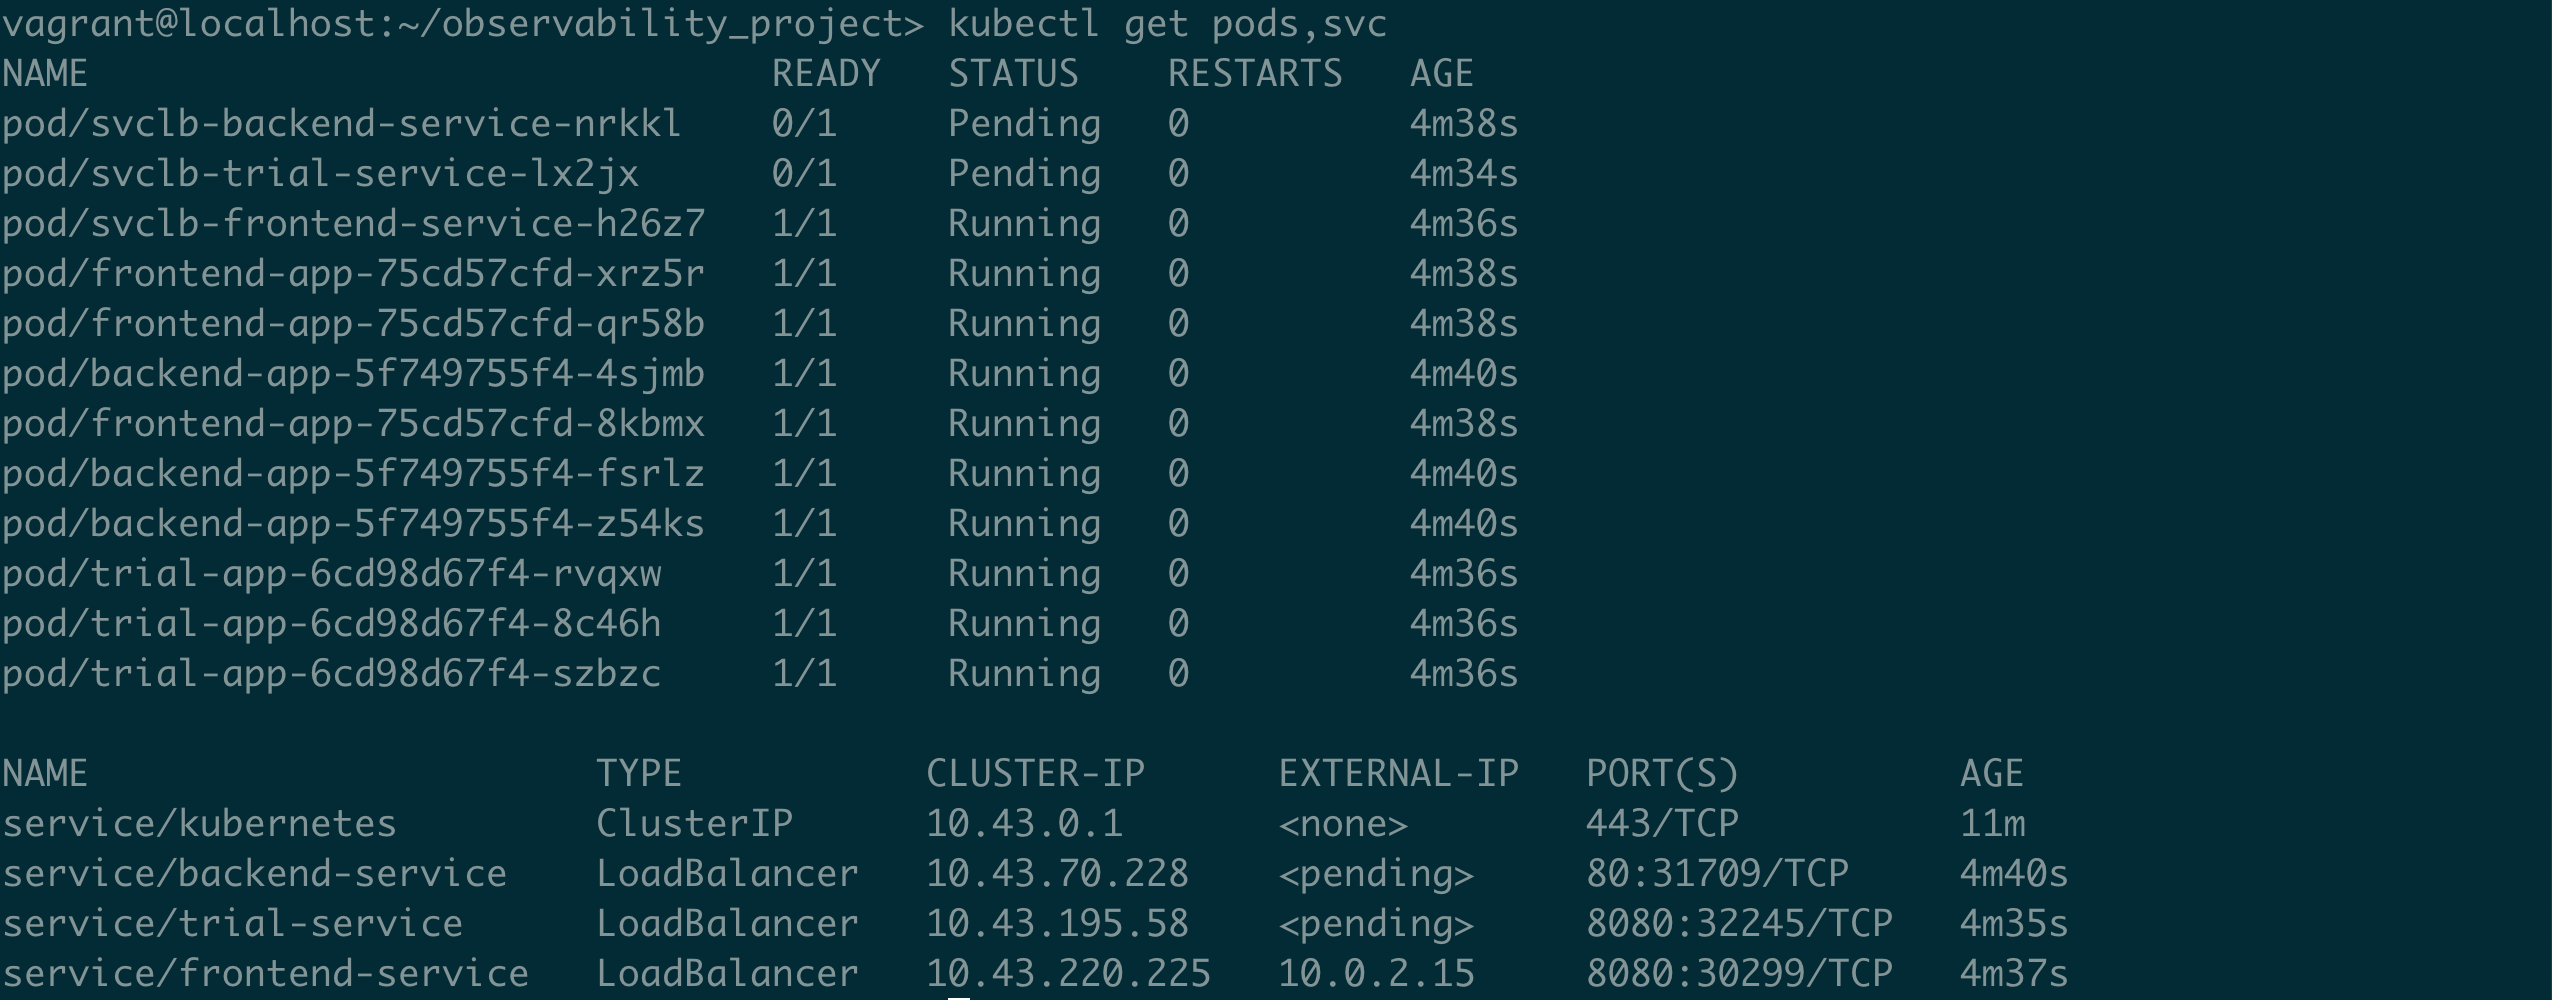 vagrant@localhost:~/observability_project> kubectl get pods,svc
NAME                               READY   STATUS    RESTARTS   AGE
pod/svclb-backend-service-nrkkl    0/1     Pending   0          4m38s
pod/svclb-trial-service-lx2jx      0/1     Pending   0          4m34s
pod/svclb-frontend-service-h26z7   1/1     Running   0          4m36s
pod/frontend-app-75cd57cfd-xrz5r   1/1     Running   0          4m38s
pod/frontend-app-75cd57cfd-qr58b   1/1     Running   0          4m38s
pod/backend-app-5f749755f4-4sjmb   1/1     Running   0          4m40s
pod/frontend-app-75cd57cfd-8kbmx   1/1     Running   0          4m38s
pod/backend-app-5f749755f4-fsrlz   1/1     Running   0          4m40s
pod/backend-app-5f749755f4-z54ks   1/1     Running   0          4m40s
pod/trial-app-6cd98d67f4-rvqxw     1/1     Running   0          4m36s
pod/trial-app-6cd98d67f4-8c46h     1/1     Running   0          4m36s
pod/trial-app-6cd98d67f4-szbzc     1/1     Running   0          4m36s

NAME                       TYPE           CLUSTER-IP      EXTERNAL-IP   PORT(S)          AGE
service/kubernetes         ClusterIP      10.43.0.1       <none>        443/TCP          11m
service/backend-service    LoadBalancer   10.43.70.228    <pending>     80:31709/TCP     4m40s
service/trial-service      LoadBalancer   10.43.195.58    <pending>     8080:32245/TCP   4m35s
service/frontend-service   LoadBalancer   10.43.220.225   10.0.2.15     8080:30299/TCP   4m37s